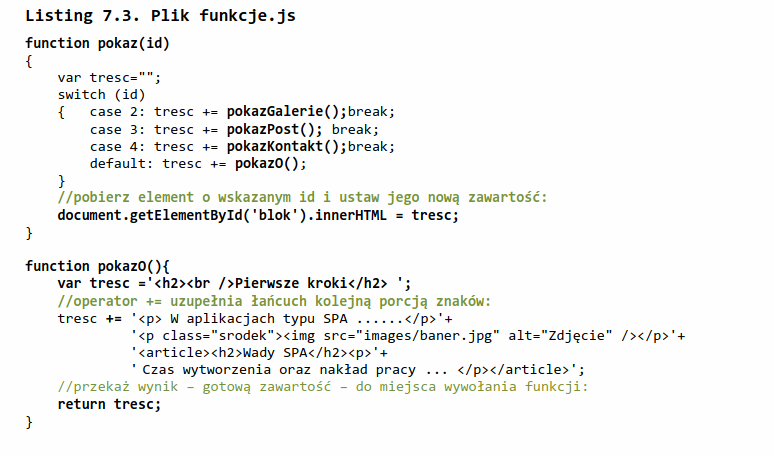 Listing 7.3. Plik funkcje.js
function pokaz(id)
{
    var tresc="";
    switch (id)
    {   case 2: tresc += pokazGalerie();break;
        case 3: tresc += pokazPost(); break;
        case 4: tresc += pokazKontakt();break;
        default: tresc += pokazO();
    }
    //pobierz element o wskazanym id i ustaw jego nową zawartość:
    document.getElementById('blok').innerHTML = tresc;
}
function pokazO(){
    var tresc ='<h2><br />Pierwsze kroki</h2> ';
    //operator += uzupełnia łańcuch kolejną porcją znaków:
    tresc += '<p> W aplikacjach typu SPA ......</p>'+
             '<p class="srodek"><img src="images/baner.jpg" alt="Zdjęcie" /></p>'+
             '<article><h2>Wady SPA</h2><p>'+
             ' Czas wytworzenia oraz nakład pracy ... </p></article>';
    //przekaż wynik – gotową zawartość – do miejsca wywołania funkcji:
    return tresc;
}